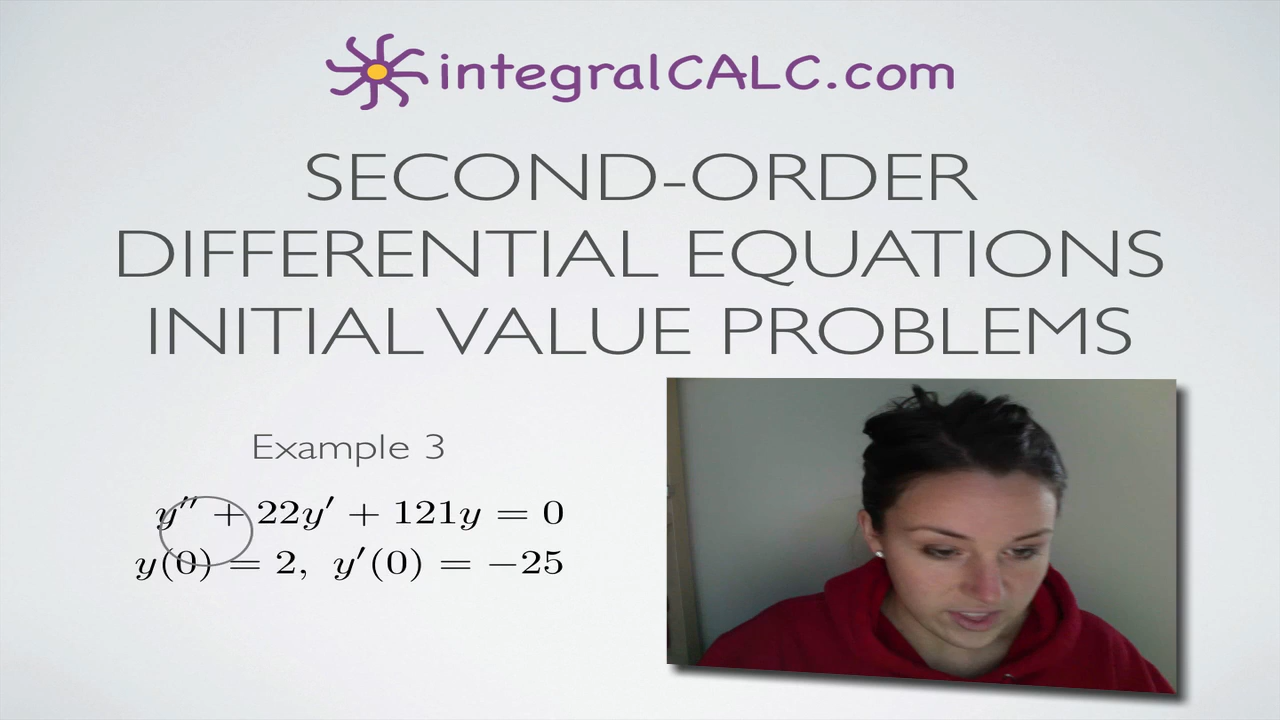 integralCALC.com
SECOND-ORDER
DIFFERENTIAL EQUATIONS
INITIAL VALUE PROBLEMS
Example 3
y′′ + 22y′ + 121y = 0
y(0) = 2, y′(0) = −25